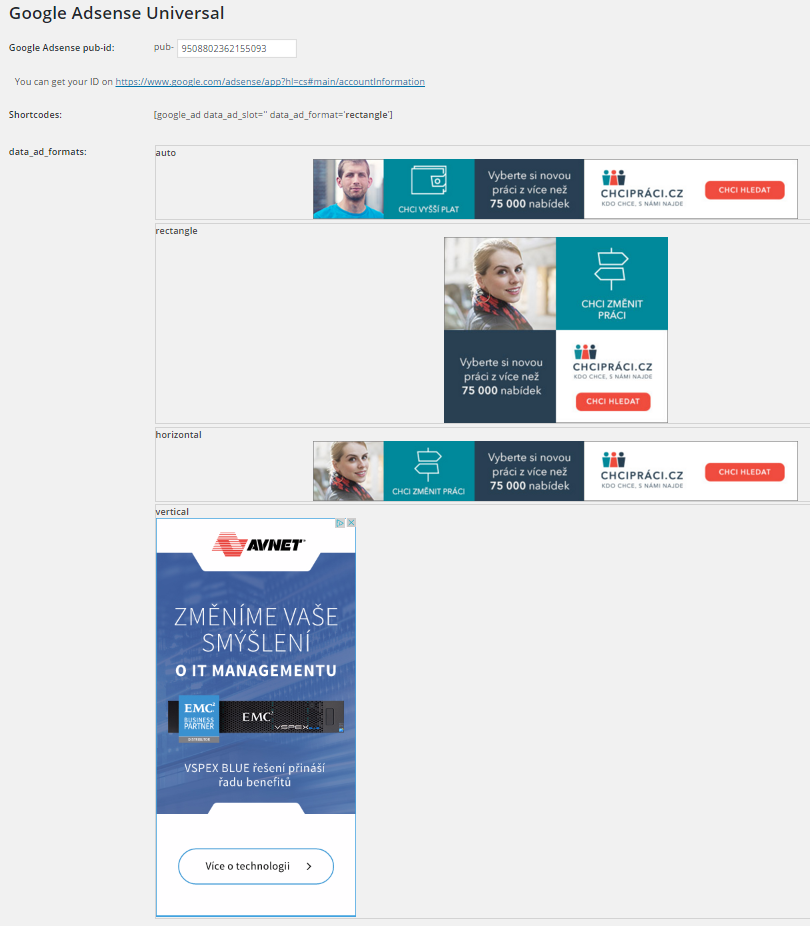 Google Adsense Universal
Google Adsense pub-id: pub- 9508802362155093
You can get your ID on https://www.google.com/adsense/app?hl=cs#main/accountInformation
Shortcodes: [google_ad data_ad_slot='' data_ad_format='rectangle']
data_ad_formats:
auto
CHCI VYŠŠÍ PLAT
Vyberte si novou
práci z více než
75 000 nabídek
CHCIPRÁCI.CZ
KDO CHCE, S NÁMI NAJDE
CHCI HLEDAT
rectangle
CHCI ZMĚNIT
PRÁCI
Vyberte si novou
práci z více než
75 000 nabídek
CHCIPRÁCI.CZ
KDO CHCE, S NÁMI NAJDE
CHCI HLEDAT
horizontal
CHCI ZMĚNIT PRÁCI
Vyberte si novou
práci z více než
75 000 nabídek
CHCIPRÁCI.CZ
KDO CHCE, S NÁMI NAJDE
CHCI HLEDAT
vertical
AVNET
ZMĚNÍME VAŠE
SMÝŠLENÍ
O IT MANAGEMENTU
EMC²
BUSINESS
PARTNER
EMC²
VSPEX
VSPEX BLUE řešení přináší
řadu benefitů
Více o technologii